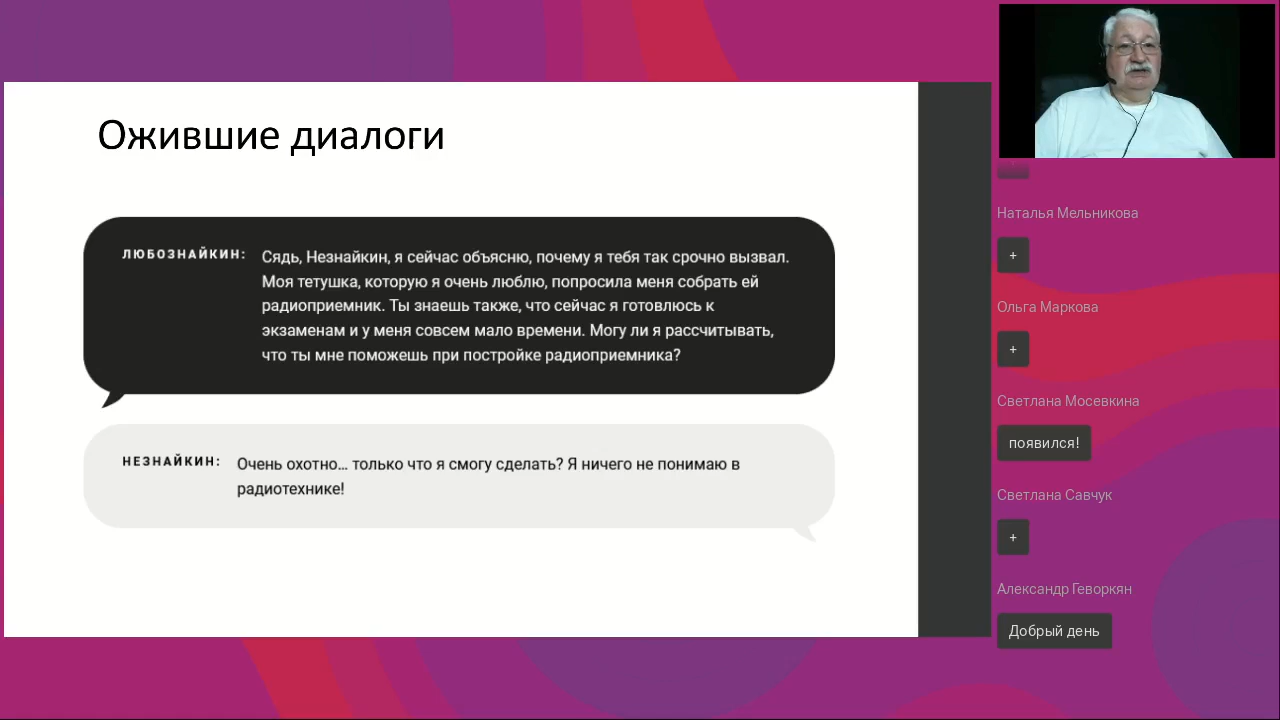 Ожившие диалоги
ЛЮБОЗНАЙКИН: Сядь, Незнайкин, я сейчас объясню, почему я тебя так срочно вызвал.
Моя тетушка, которую я очень люблю, попросила меня собрать ей
радиоприемник. Ты знаешь также, что сейчас я готовлюсь к
экзаменам и у меня совсем мало времени. Могу ли я рассчитывать,
что ты мне поможешь при постройке радиоприемника?
НЕЗНАЙКИН: Очень охотно... только что я смогу сделать? Я ничего не понимаю в
радиотехнике!
Наталья Мельникова
+
Ольга Маркова
+
Светлана Мосевкина
появился!
Светлана Савчук
+
Александр Геворкян
Добрый день